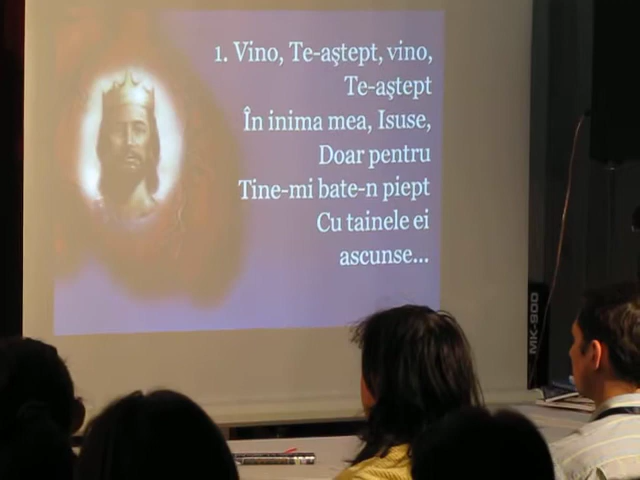 1. Vino, Te-aştept, vino,
Te-aştept
În inima mea, Isuse,
Doar pentru
Tine-mi bate-n piept
Cu tainele ei
ascunse...
MK-900